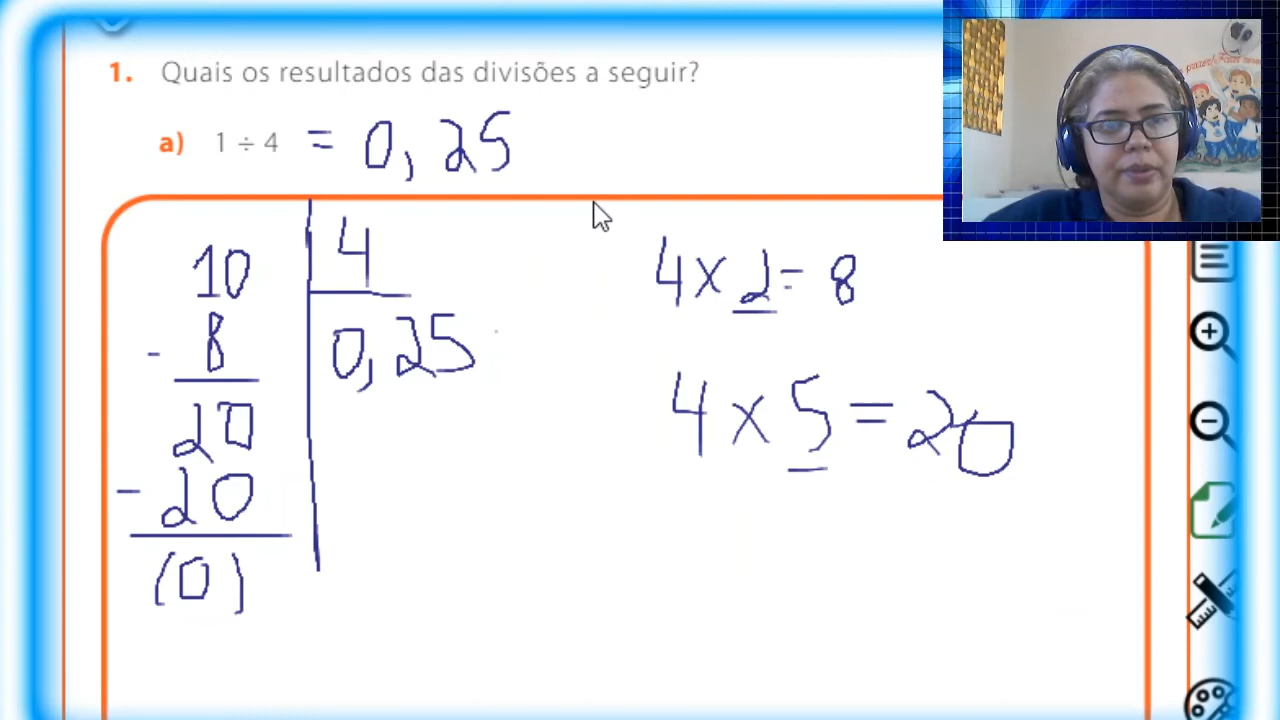 1. Quais os resultados das divisões a seguir?
a) 1 ÷ 4 = 0,25
10 | 4
- 8 0,25
20
- 20
(0)
4 x 2 = 8
4 x 5 = 20